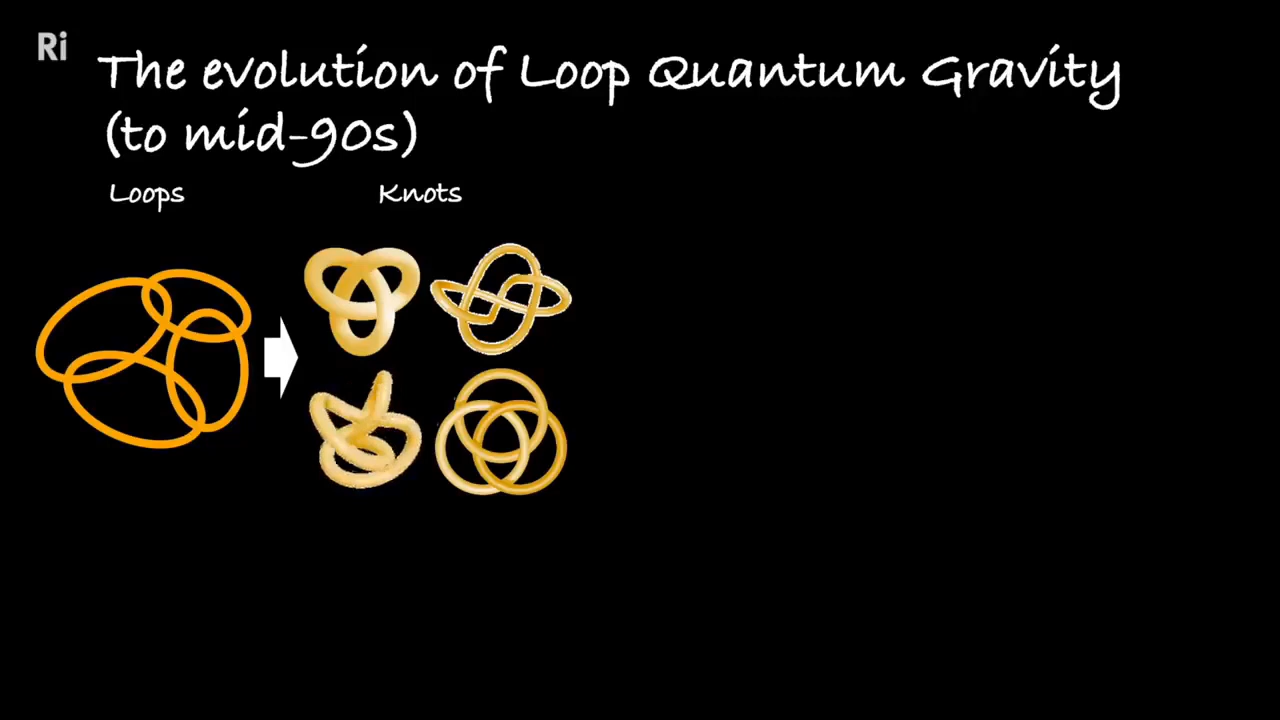 Ri
The evolution of Loop Quantum Gravity
(to mid-90s)
Loops
Knots